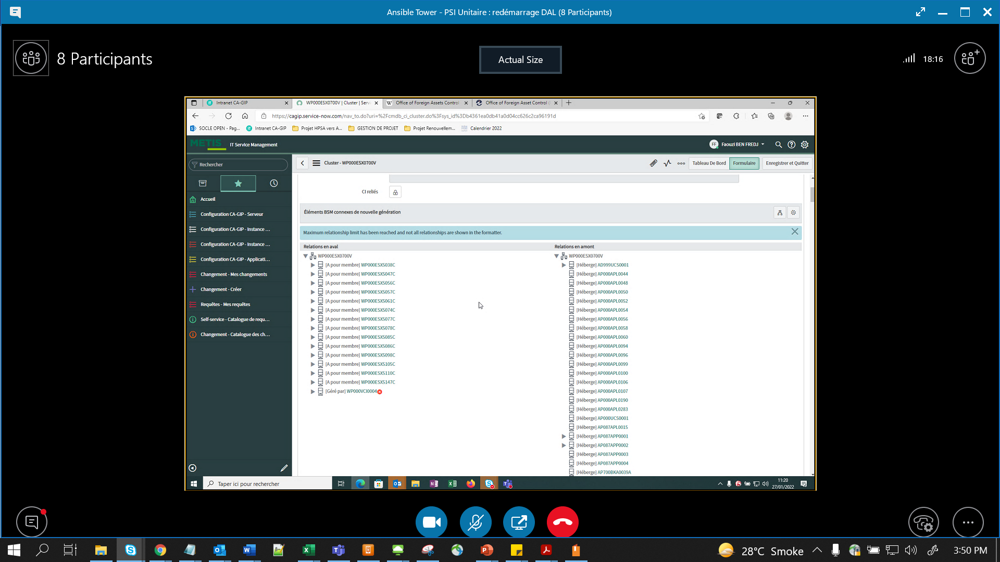 Ansible Tower - PSI Unitaire : redémarrage DAL (8 Participants)
8 Participants
Actual Size
18:16
Intranet CA-GIP
WP000ESX0700V | Cluster | Servi
Office of Foreign Assets Control
Office of Foreign Asset Control (
https://cagip.service-now.com/nav_to.do?uri=%2Fcmdb_ci_cluster.do%3Fsys_id%3Db4361ea0db41a0d04cc626c2ca96191d
SOCLE OPEN - Pag...
Intranet CA-GIP
Projet HPSA vers A...
GESTION DE PROJET
Projet Renouvellem...
Calendrier 2022
METIS
IT Service Management
FF
Faouzi BEN FREDJ
Rechercher
Cluster - WP000ESX0700V
Tableau De Bord
Formulaire
Enregistrer et Quitter
Accueil
Configuration CA-GIP - Serveur
Configuration CA-GIP - Instance ...
Configuration CA-GIP - Instance ...
Configuration CA-GIP - Applicati...
Changement - Mes changements
Changement - Créer
Requêtes - Mes requêtes
Self-service - Catalogue de requ...
Changement - Catalogue des ch...
CI reliés
Éléments BSM connexes de nouvelle génération
Maximum relationship limit has been reached and not all relationships are shown in the formatter.
Relations en aval
WP000ESX0700V
[A pour membre] WP000ESX5038C
[A pour membre] WP000ESX5047C
[A pour membre] WP000ESX5056C
[A pour membre] WP000ESX5057C
[A pour membre] WP000ESX5061C
[A pour membre] WP000ESX5074C
[A pour membre] WP000ESX5077C
[A pour membre] WP000ESX5078C
[A pour membre] WP000ESX5085C
[A pour membre] WP000ESX5086C
[A pour membre] WP000ESX5098C
[A pour membre] WP000ESX5105C
[A pour membre] WP000ESX5110C
[A pour membre] WP000ESX5147C
[Géré par] WP000VCI0004
Relations en amont
WP000ESX0700V
[Héberge] AD999UCS0001
[Héberge] AP000APL0044
[Héberge] AP000APL0048
[Héberge] AP000APL0050
[Héberge] AP000APL0052
[Héberge] AP000APL0054
[Héberge] AP000APL0056
[Héberge] AP000APL0058
[Héberge] AP000APL0060
[Héberge] AP000APL0094
[Héberge] AP000APL0096
[Héberge] AP000APL0099
[Héberge] AP000APL0100
[Héberge] AP000APL0106
[Héberge] AP000APL0107
[Héberge] AP000APL0190
[Héberge] AP000APL0283
[Héberge] AP000UCS0001
[Héberge] AP087APL0015
[Héberge] AP087APP0001
[Héberge] AP087APP0002
[Héberge] AP087APP0003
[Héberge] AP087APP0004
[Héberge] AP700BKA0039A
Taper ici pour rechercher
11:20
27/01/2022
28°C Smoke
3:50 PM